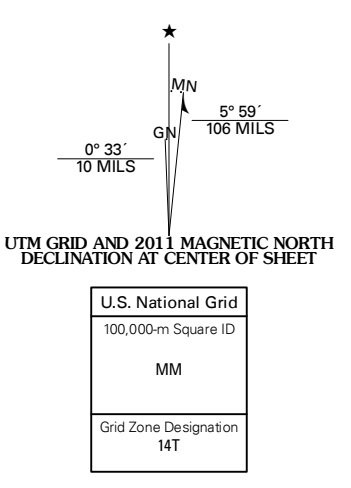 ★
MN
5° 59´
106 MILS
GN
0° 33´
10 MILS
UTM GRID AND 2011 MAGNETIC NORTH
DECLINATION AT CENTER OF SHEET
U.S. National Grid
100,000-m Square ID
MM
Grid Zone Designation
14T